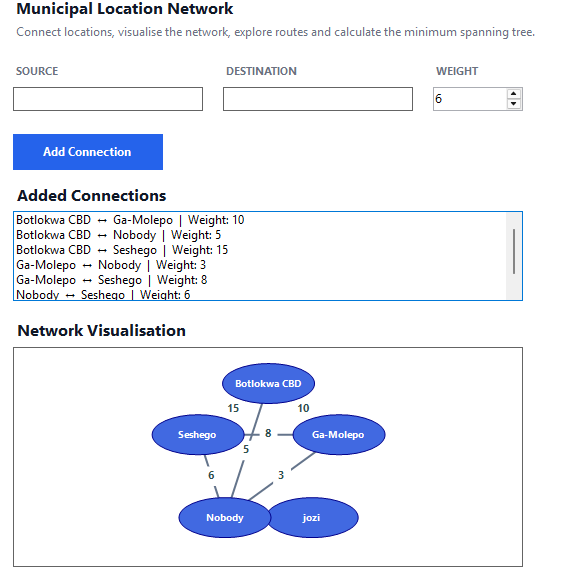 Municipal Location Network
Connect locations, visualise the network, explore routes and calculate the minimum spanning tree.
SOURCE DESTINATION WEIGHT
6
Add Connection
Added Connections
Botlokwa CBD ↔ Ga-Molepo | Weight: 10
Botlokwa CBD ↔ Nobody | Weight: 5
Botlokwa CBD ↔ Seshego | Weight: 15
Ga-Molepo ↔ Nobody | Weight: 3
Ga-Molepo ↔ Seshego | Weight: 8
Nobody ↔ Seshego | Weight: 6
Network Visualisation
Botlokwa CBD
15 10
Seshego 8 Ga-Molepo
5
6 3
Nobody jozi